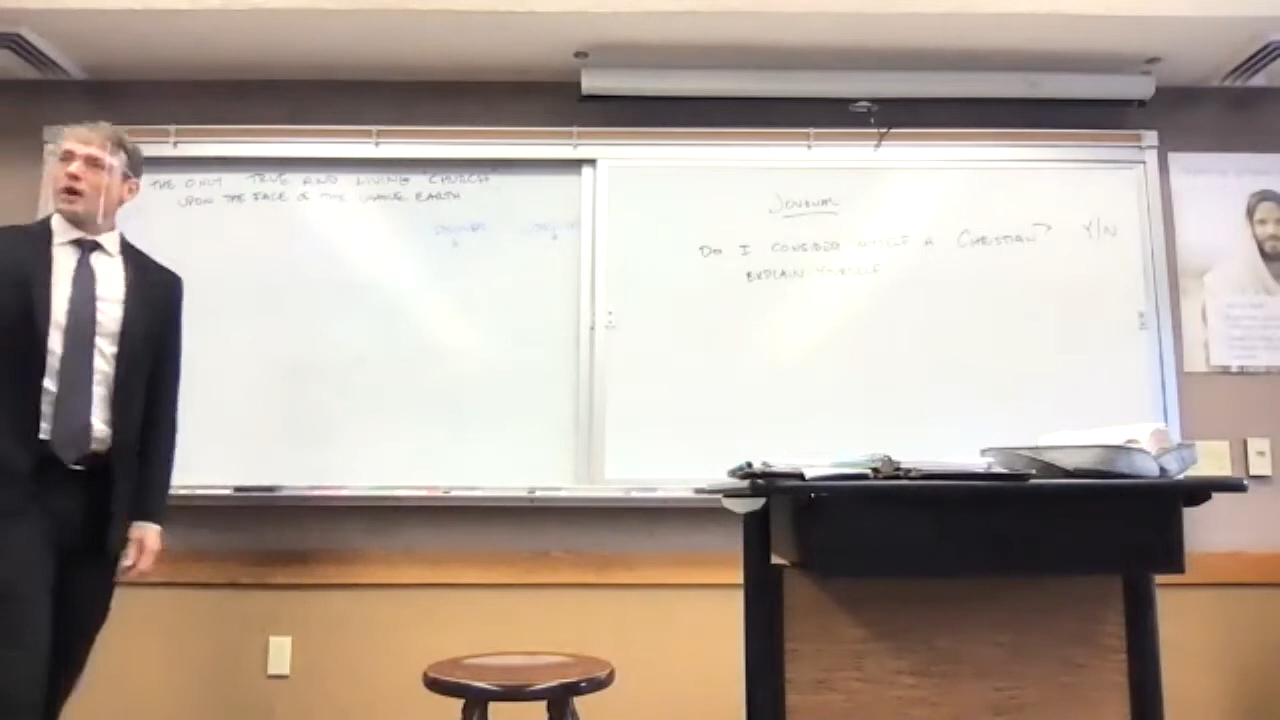 THE ONLY TRUE AND LIVING "CHURCH"
UPON THE FACE OF THE WHOLE EARTH
JOURNAL
DO I CONSIDER MYSELF A CHRISTIAN? Y/N
EXPLAIN YOURSELF